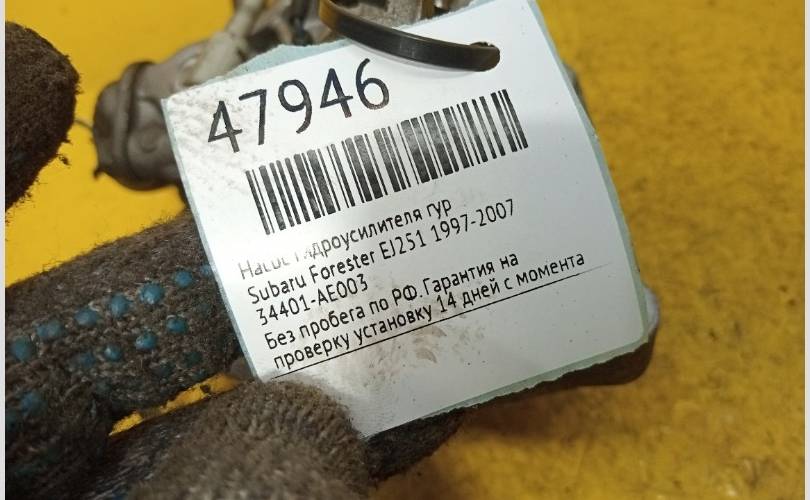 47946
Насос гидроусилителя гур
Subaru Forester EJ251 1997-2007
34401-AE003
Без пробега по РФ. Гарантия на
проверку установку 14 дней с момента